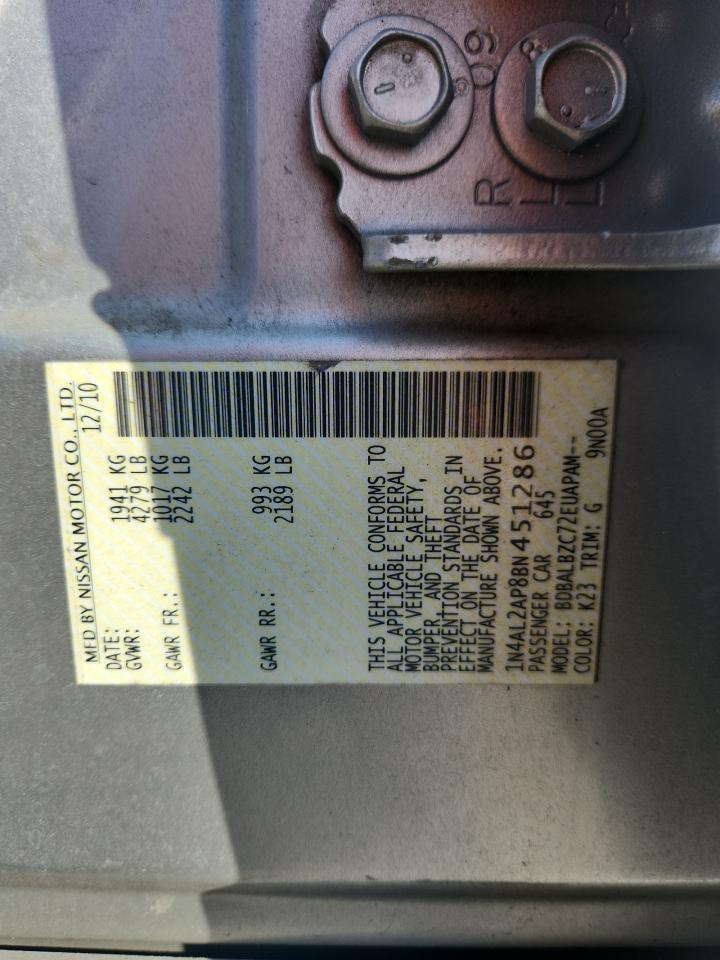 MFD BY NISSAN MOTOR CO., LTD.
DATE: 12/10
GVWR: 1941 KG
4279 LB
GAWR FR.: 1017 KG
2242 LB
GAWR RR.: 993 KG
2189 LB
THIS VEHICLE CONFORMS TO
ALL APPLICABLE FEDERAL
MOTOR VEHICLE SAFETY,
BUMPER, AND THEFT
PREVENTION STANDARDS IN
EFFECT ON THE DATE OF
MANUFACTURE SHOWN ABOVE.
1N4AL2AP8BN451286
PASSENGER CAR 645
MODEL: BDBALBZC72EUAPAM--
COLOR: K23 TRIM: G 9N00A